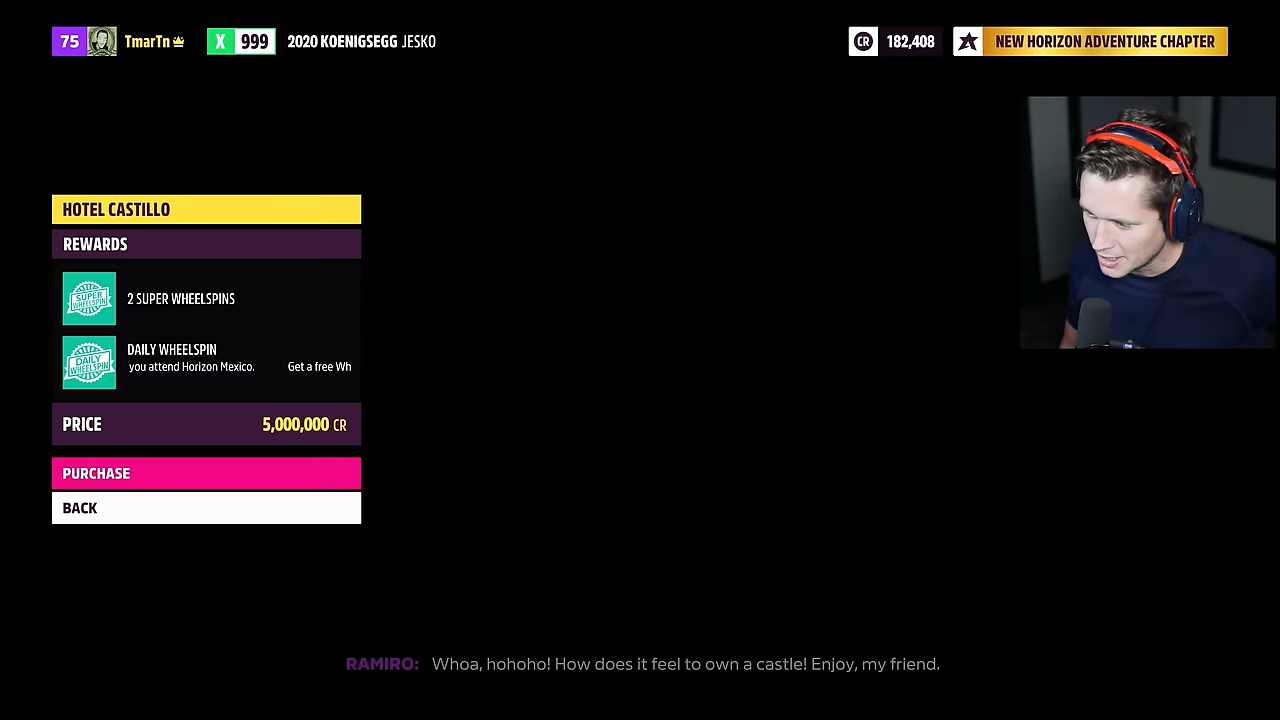 75 TmarTn X 999 2020 KOENIGSEGG JESKO CR 182,408 NEW HORIZON ADVENTURE CHAPTER
HOTEL CASTILLO
REWARDS
SUPER WHEELSPIN
2 SUPER WHEELSPINS
DAILY WHEELSPIN
DAILY WHEELSPIN
you attend Horizon Mexico. Get a free Wh
PRICE 5,000,000 CR
PURCHASE
BACK
RAMIRO: Whoa, hohoho! How does it feel to own a castle! Enjoy, my friend.